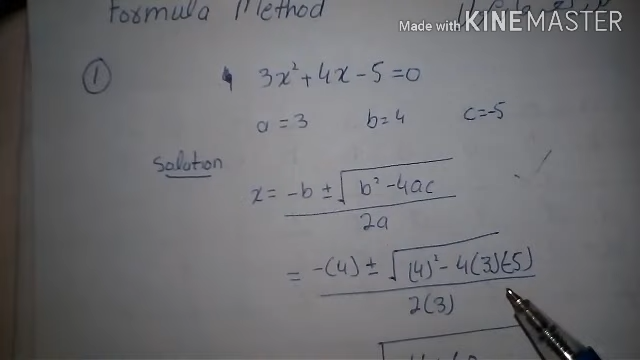 Formula Method
Made with KINEMASTER
① 3x² + 4x - 5 = 0
a = 3 b = 4 c = -5
Solution
x = -b ± √b² - 4ac
2a
= -(4) ± √(4)² - 4(3)(-5)
2(3)